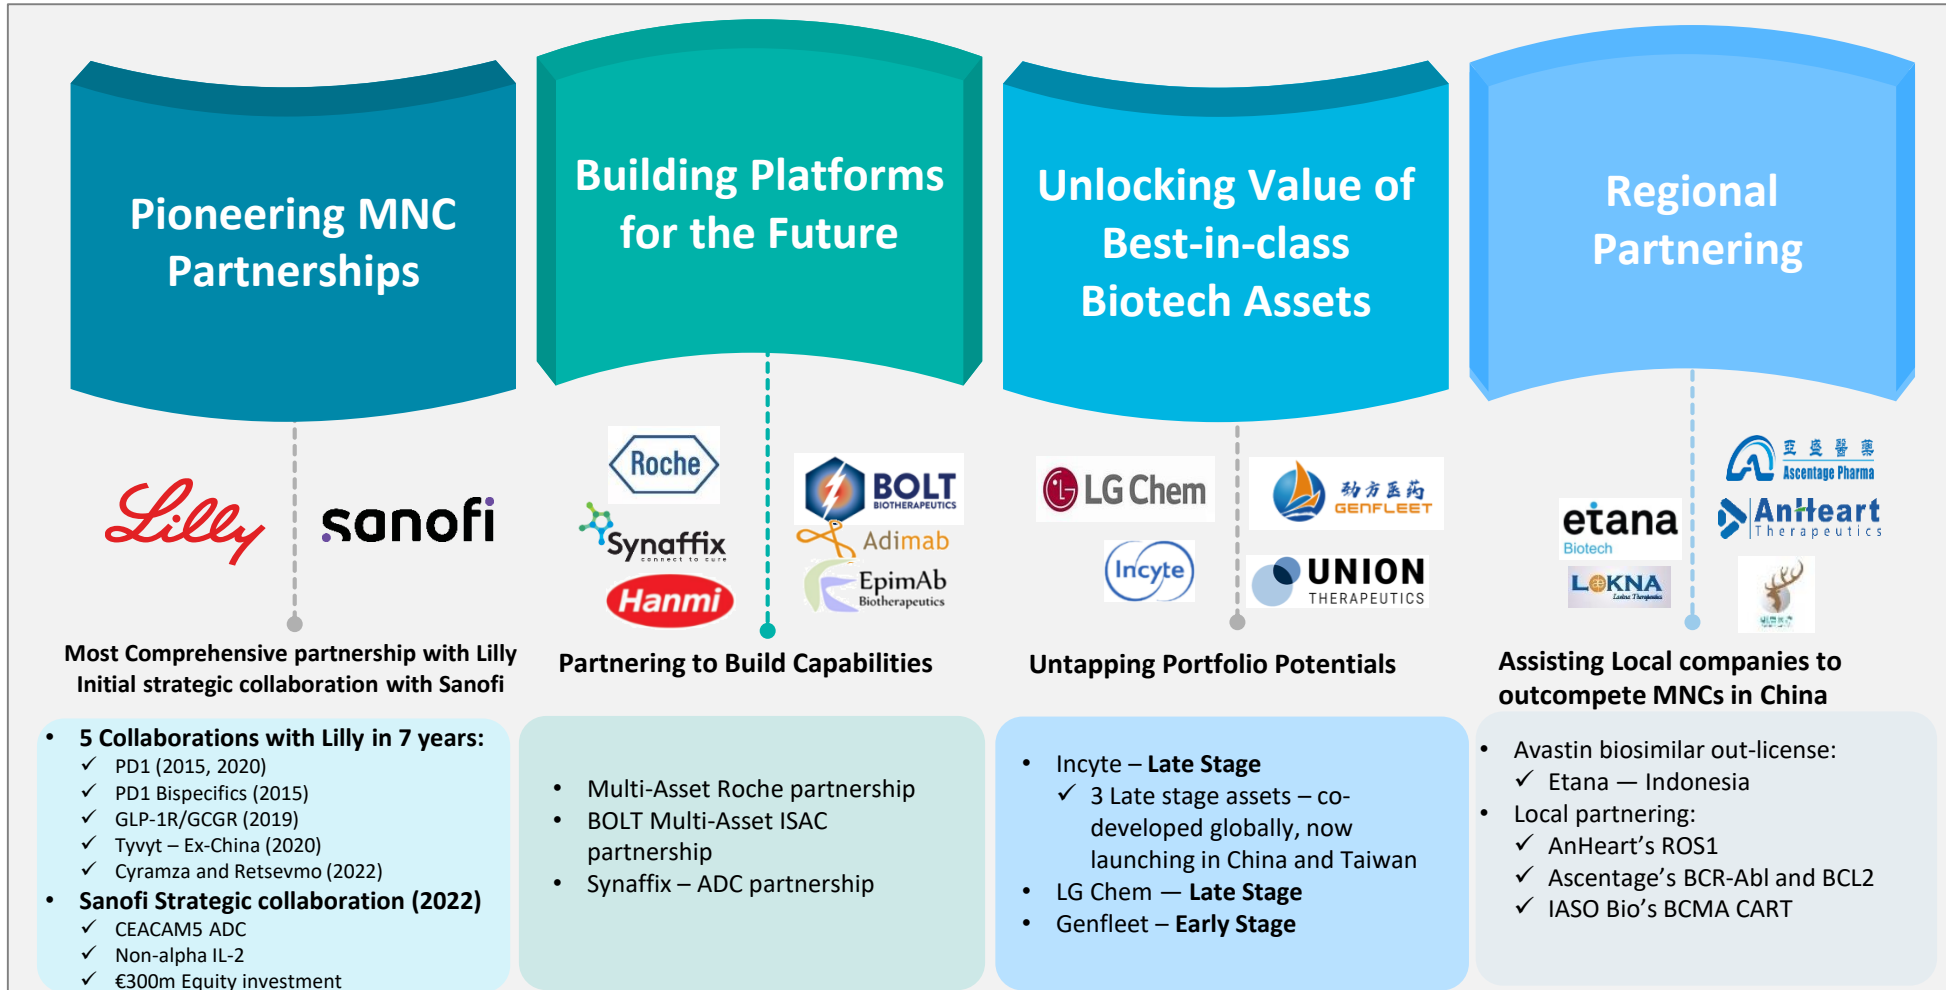 Pioneering MNC
Partnerships
Building Platforms
for the Future
Unlocking Value of
Best-in-class
Biotech Assets
Regional
Partnering
Lilly
sanofi
Roche
Synaffix
connect to cure
Hanmi
BOLT
BIOTHERAPEUTICS
Adimab
EpimAb
Biotherapeutics
LG Chem
劲方医药
GENFLEET
Incyte
UNION
THERAPEUTICS
亞盛醫藥
Ascentage Pharma
etana
Biotech
AnHeart
Therapeutics
Most Comprehensive partnership with Lilly
Initial strategic collaboration with Sanofi
Partnering to Build Capabilities
Untapping Portfolio Potentials
Assisting Local companies to
outcompete MNCs in China
• 5 Collaborations with Lilly in 7 years:
✓ PD1 (2015, 2020)
✓ PD1 Bispecifics (2015)
✓ GLP-1R/GCGR (2019)
✓ Tyvyt – Ex-China (2020)
✓ Cyramza and Retsevmo (2022)
• Sanofi Strategic collaboration (2022)
✓ CEACAM5 ADC
✓ Non-alpha IL-2
✓ €300m Equity investment
• Multi-Asset Roche partnership
• BOLT Multi-Asset ISAC
partnership
• Synaffix – ADC partnership
• Incyte – Late Stage
✓ 3 Late stage assets – co-
developed globally, now
launching in China and Taiwan
• LG Chem — Late Stage
• Genfleet – Early Stage
• Avastin biosimilar out-license:
✓ Etana — Indonesia
• Local partnering:
✓ AnHeart's ROS1
✓ Ascentage's BCR-Abl and BCL2
✓ IASO Bio's BCMA CART